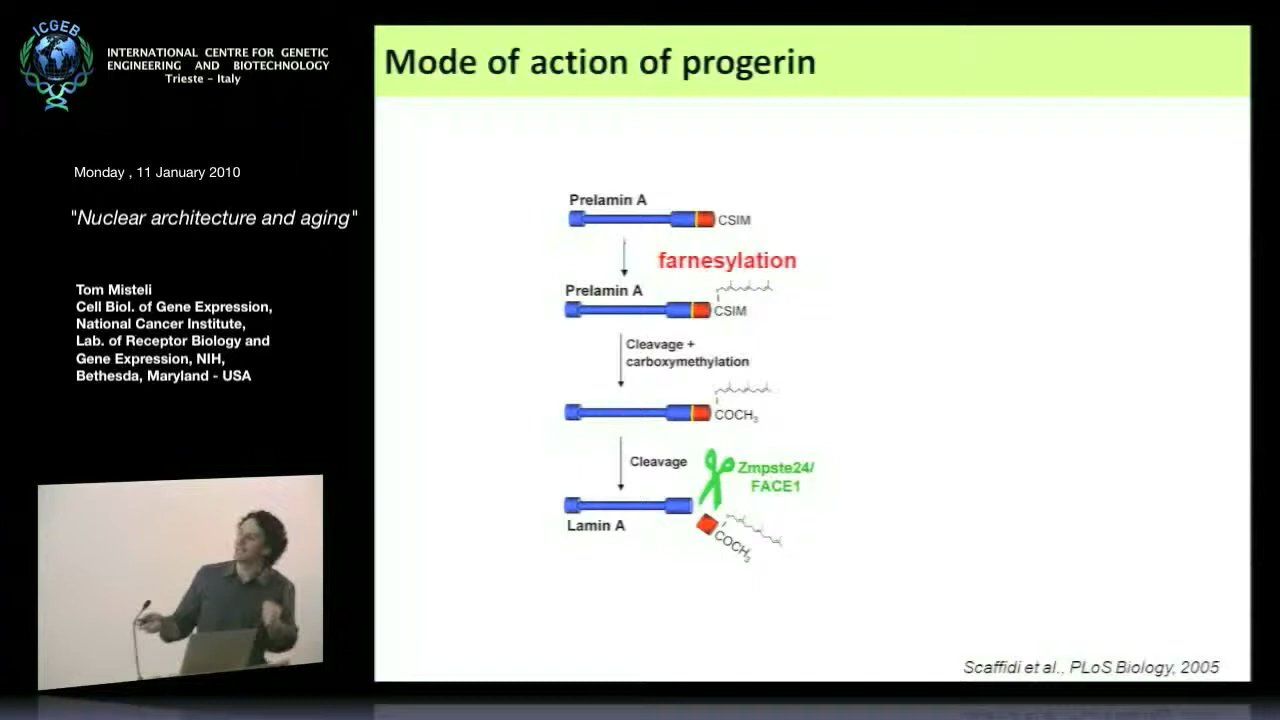 ICGEB
INTERNATIONAL CENTRE FOR GENETIC
ENGINEERING AND BIOTECHNOLOGY
Trieste - Italy
Monday , 11 January 2010
"Nuclear architecture and aging"
Tom Misteli
Cell Biol. of Gene Expression,
National Cancer Institute,
Lab. of Receptor Biology and
Gene Expression, NIH,
Bethesda, Maryland - USA
Mode of action of progerin
Prelamin A
CSIM
farnesylation
Prelamin A
CSIM
Cleavage +
carboxymethylation
COCH3
Cleavage
Zmpste24/
FACE1
Lamin A
COCH3
Scaffidi et al., PLoS Biology, 2005